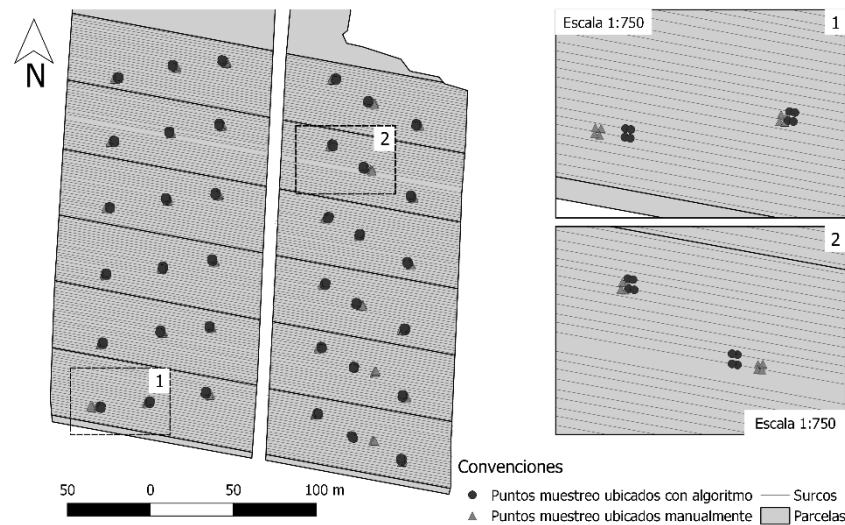 Escala 1:750
1
N
2
1
2
Escala 1:750
50 0 50 100 m
Convenciones
Puntos muestreo ubicados con algoritmo
Surcos
Puntos muestreo ubicados manualmente
Parcelas